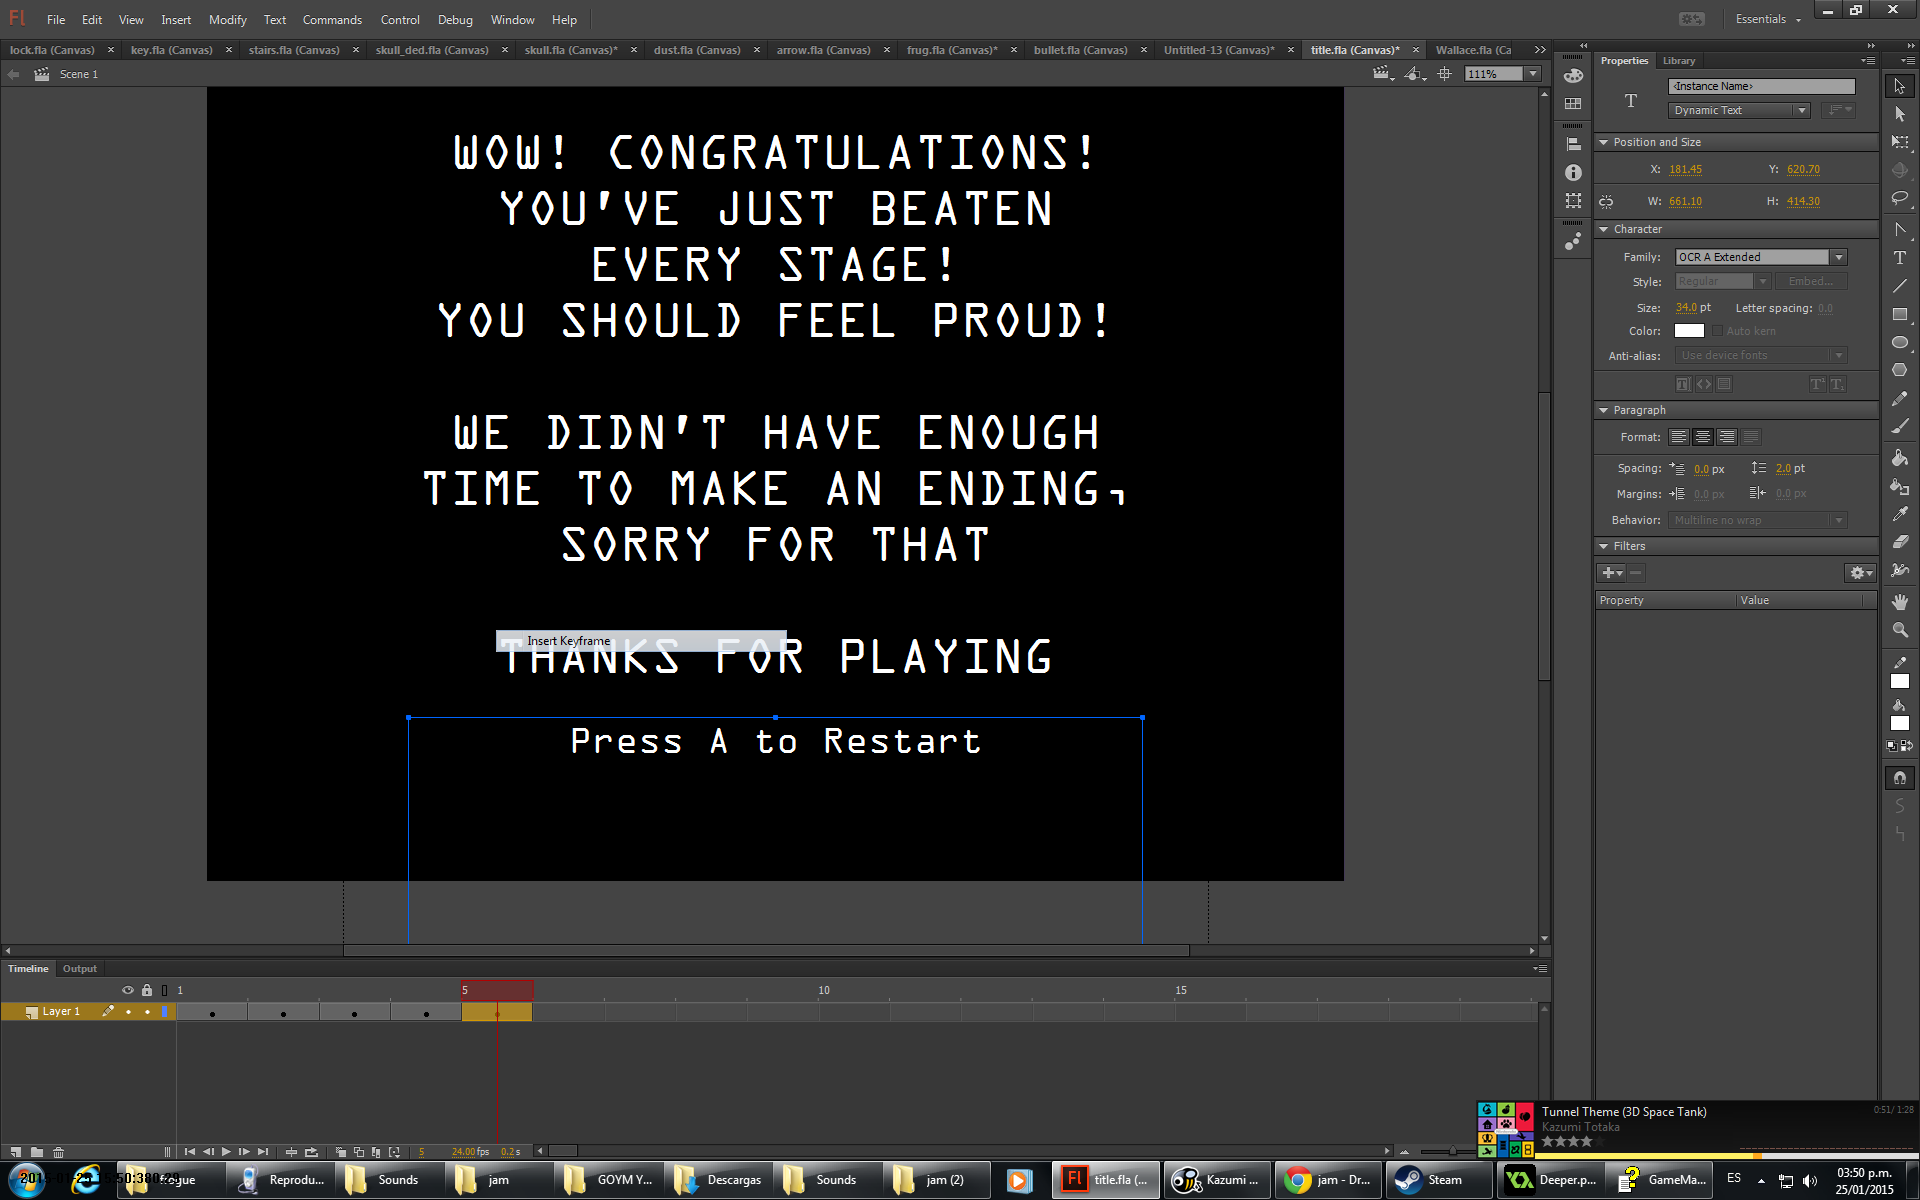 Fl File Edit View Insert Modify Text Commands Control Debug Window Help Essentials
lock.fla (Canvas) key.fla (Canvas) stairs.fla (Canvas) skull_ded.fla (Canvas) skull.fla (Canvas)* dust.fla (Canvas) arrow.fla (Canvas) frug.fla (Canvas)* bullet.fla (Canvas) Untitled-13 (Canvas)* title.fla (Canvas)* Wallace.fla (Ca
Scene 1 111%
WOW! CONGRATULATIONS!
YOU'VE JUST BEATEN
EVERY STAGE!
YOU SHOULD FEEL PROUD!
WE DIDN'T HAVE ENOUGH
TIME TO MAKE AN ENDING,
SORRY FOR THAT
Insert Keyframe
THANKS FOR PLAYING
Press A to Restart
Properties Library
<Instance Name>
Dynamic Text
Position and Size
X: 181.45 Y: 620.70
W: 661.10 H: 414.30
Character
Family: OCR A Extended
Style: Regular Embed...
Size: 34.0 pt Letter spacing: 0.0
Color: Auto kern
Anti-alias: Use device fonts
Paragraph
Format:
Spacing: 0.0 px 2.0 pt
Margins: 0.0 px 0.0 px
Behavior: Multiline no wrap
Filters
Property Value
Timeline Output
1 5 10 15
Layer 1
5 24.00 fps 0.2 s
Tunnel Theme (3D Space Tank) 0:51/ 1:28
Kazumi Totaka
Reprodu... Sounds jam GOYM Y... Descargas Sounds jam (2) title.fla (... Kazumi ... jam - Dr... Steam Deeper.p... GameMa... ES 03:50 p.m.
25/01/2015